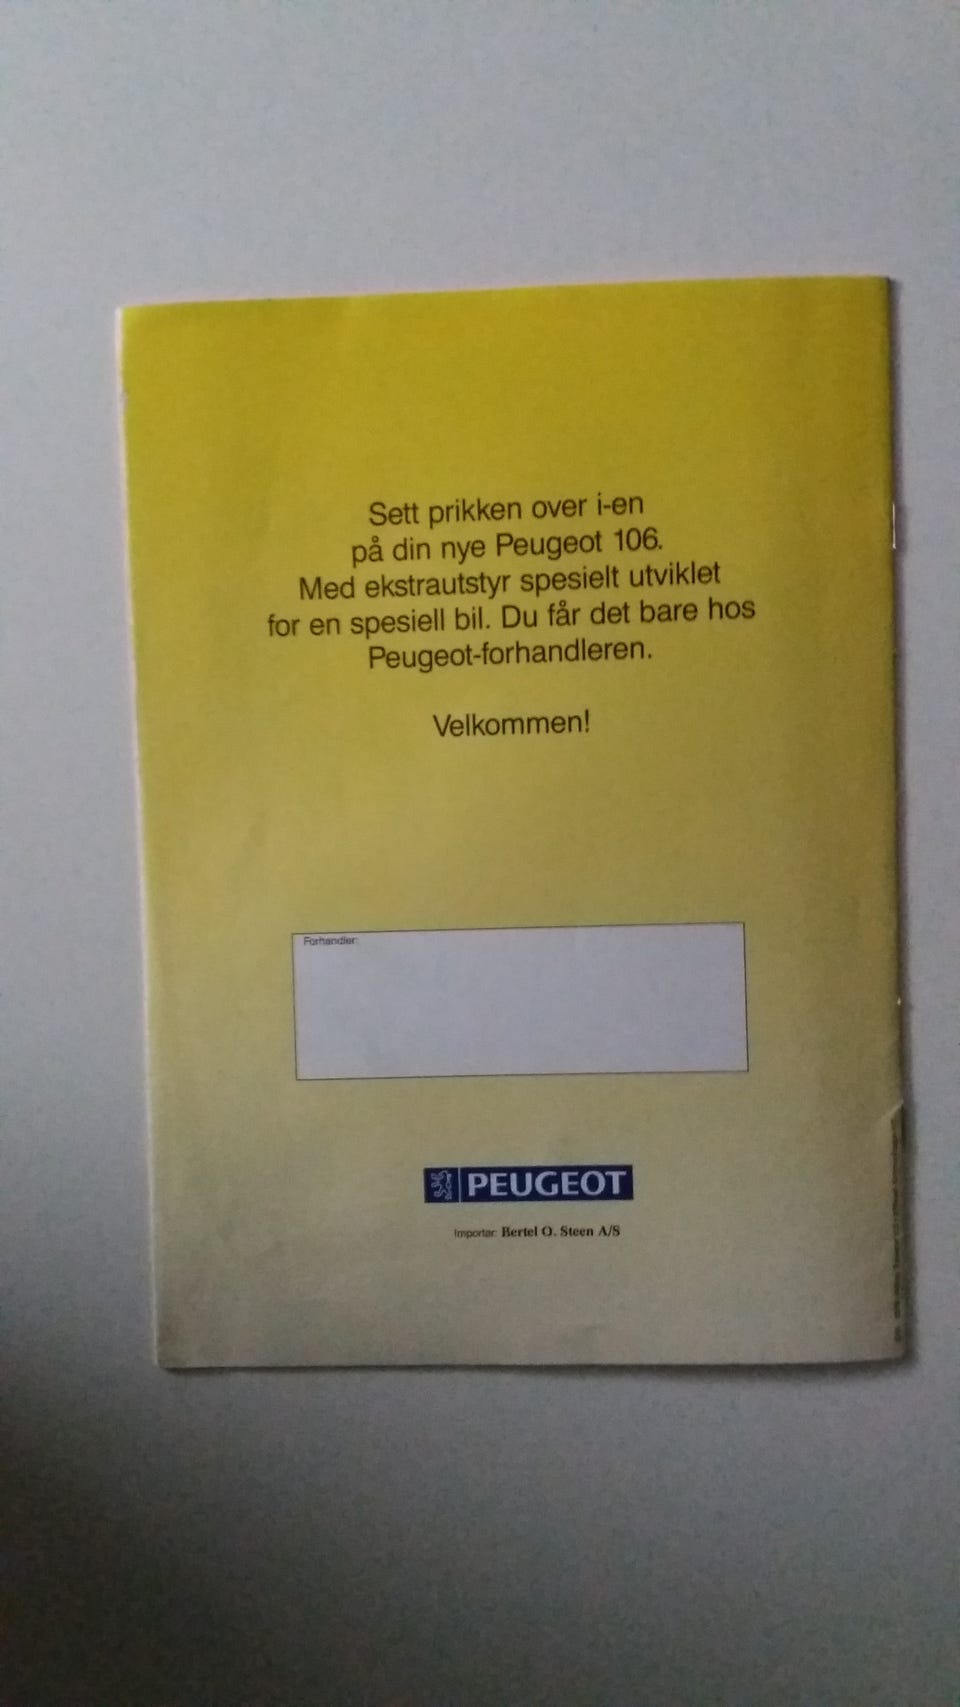 Sett prikken over i-en
på din nye Peugeot 106.
Med ekstrautstyr spesielt utviklet
for en spesiell bil. Du får det bare hos
Peugeot-forhandleren.
Velkommen!
Forhandler:
PEUGEOT
Importør: Bertel O. Steen A/S